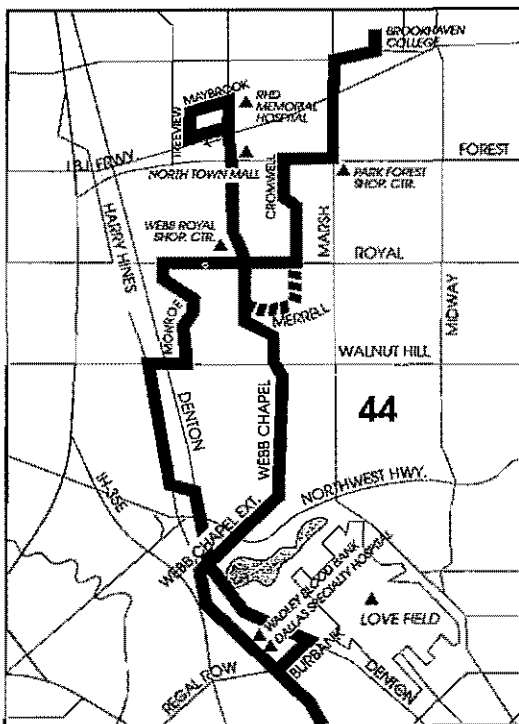 BROOKHAVEN
COLLEGE
MAYBROOK
RHD
MEMORIAL
HOSPITAL
TREEVIEW
FOREST
NORTH TOWN MALL
CROMWELL
PARK FOREST
SHOP. CTR.
HARRY HINES
WEBB ROYAL
SHOP. CTR.
MARSH
ROYAL
MONROE
MERRELL
MIDWAY
WALNUT HILL
DENTON
WEBB CHAPEL
44
IH-35E
NORTHWEST HWY.
WEBB CHAPEL EXT.
WADLEY BLOOD BANK
DALLAS SPECIALTY HOSPITAL
LOVE FIELD
BURBANK
REGAL ROW
DENTON